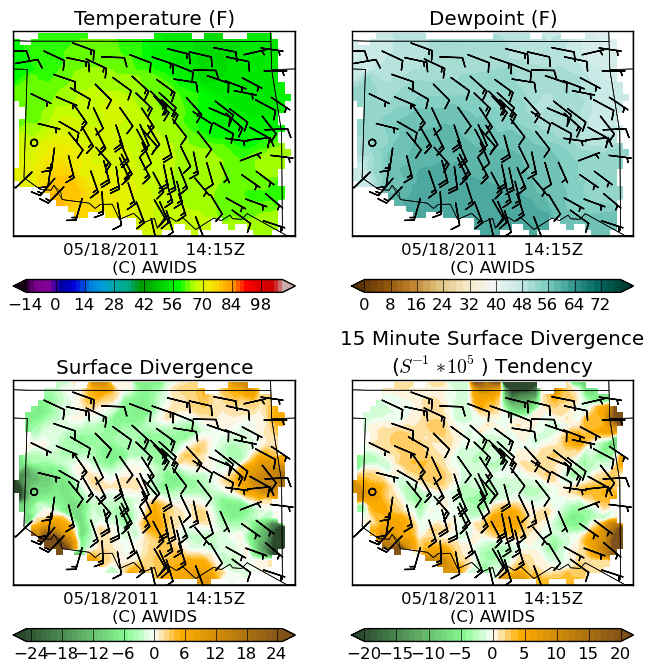 Temperature (F)
Dewpoint (F)
05/18/2011 14:15Z
(C) AWIDS
05/18/2011 14:15Z
(C) AWIDS
−14 0 14 28 42 56 70 84 98
0 8 16 24 32 40 48 56 64 72
Surface Divergence
15 Minute Surface Divergence
(S⁻¹ *10⁵ ) Tendency
05/18/2011 14:15Z
(C) AWIDS
05/18/2011 14:15Z
(C) AWIDS
−24 −18 −12 −6 0 6 12 18 24
−20 −15 −10 −5 0 5 10 15 20